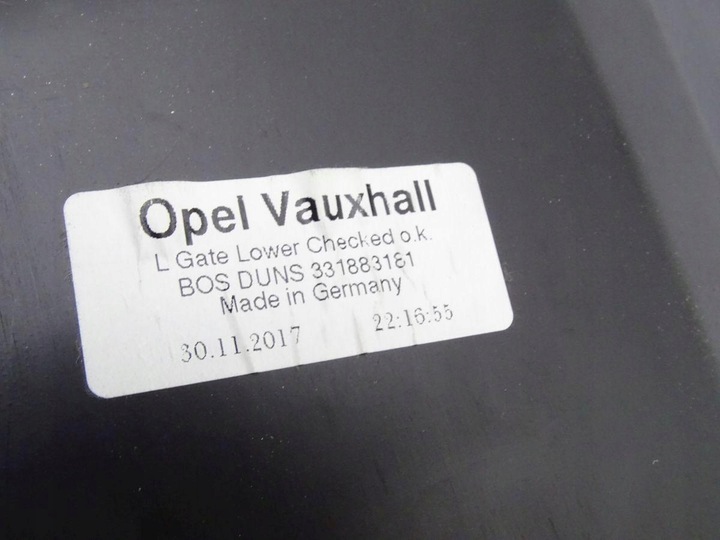 Opel Vauxhall
L Gate Lower Checked o.k.
BOS DUNS 331883181
Made in Germany
30.11.2017 22:16:55